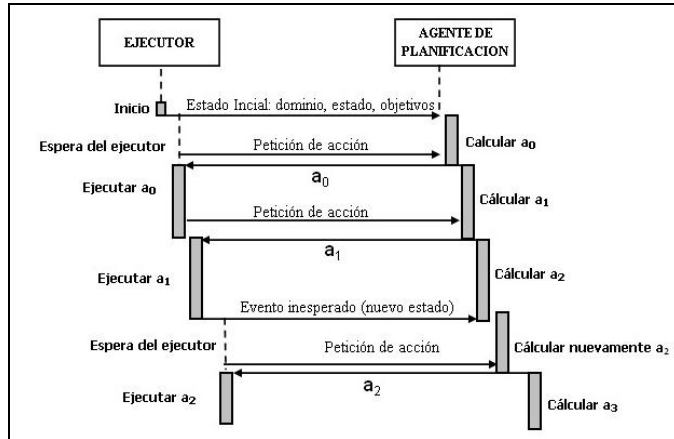 EJECUTOR
AGENTE DE
PLANIFICACION
Inicio
Estado Incial: dominio, estado, objetivos
Espera del ejecutor
Petición de acción
Calcular a0
Ejecutar a0
a0
Petición de acción
Cálcular a1
a1
Ejecutar a1
Cálcular a2
Evento inesperado (nuevo estado)
Espera del ejecutor
Petición de acción
Cálcular nuevamente a2
a2
Ejecutar a2
Cálcular a3